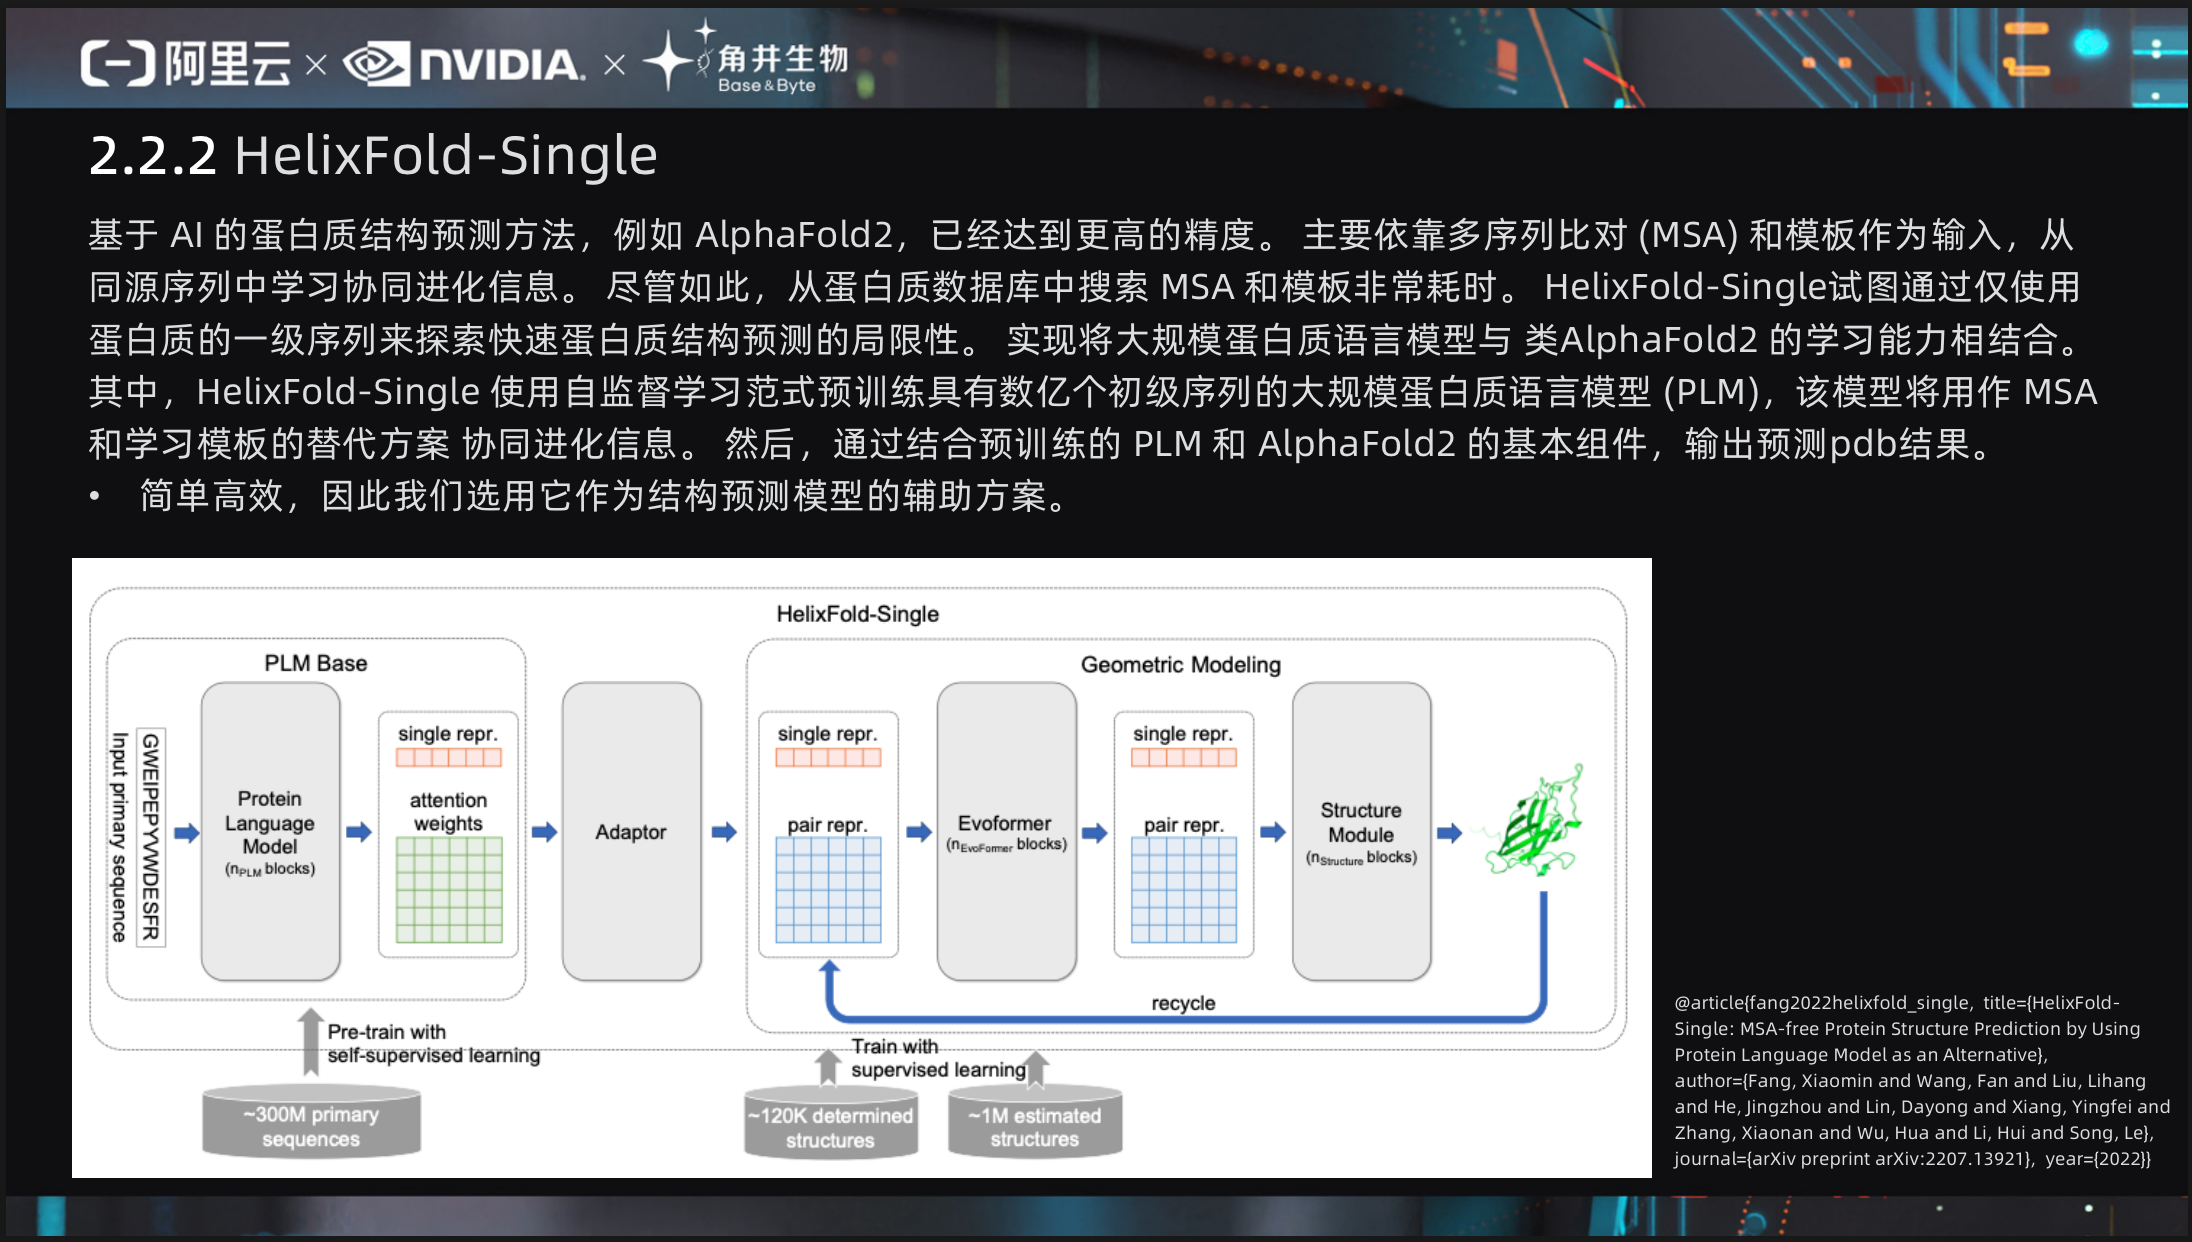 阿里云 × NVIDIA. × 角井生物
Base&Byte
2.2.2 HelixFold-Single
基于 AI 的蛋白质结构预测方法，例如 AlphaFold2，已经达到更高的精度。 主要依靠多序列比对 (MSA) 和模板作为输入，从
同源序列中学习协同进化信息。 尽管如此，从蛋白质数据库中搜索 MSA 和模板非常耗时。 HelixFold-Single试图通过仅使用
蛋白质的一级序列来探索快速蛋白质结构预测的局限性。 实现将大规模蛋白质语言模型与 类AlphaFold2 的学习能力相结合。
其中，HelixFold-Single 使用自监督学习范式预训练具有数亿个初级序列的大规模蛋白质语言模型 (PLM)，该模型将用作 MSA
和学习模板的替代方案 协同进化信息。 然后，通过结合预训练的 PLM 和 AlphaFold2 的基本组件，输出预测pdb结果。
• 简单高效，因此我们选用它作为结构预测模型的辅助方案。
HelixFold-Single
PLM Base
Input primary sequence
GWEIPEPYVWDESFR
Protein
Language
Model
(nPLM blocks)
single repr.
attention
weights
Adaptor
Geometric Modeling
single repr.
pair repr.
Evoformer
(nEvoFormer blocks)
single repr.
pair repr.
Structure
Module
(nStructure blocks)
recycle
Pre-train with
self-supervised learning
~300M primary
sequences
Train with
supervised learning
~120K determined
structures
~1M estimated
structures
@article{fang2022helixfold_single, title={HelixFold-
Single: MSA-free Protein Structure Prediction by Using
Protein Language Model as an Alternative},
author={Fang, Xiaomin and Wang, Fan and Liu, Lihang
and He, Jingzhou and Lin, Dayong and Xiang, Yingfei and
Zhang, Xiaonan and Wu, Hua and Li, Hui and Song, Le},
journal={arXiv preprint arXiv:2207.13921}, year={2022}}